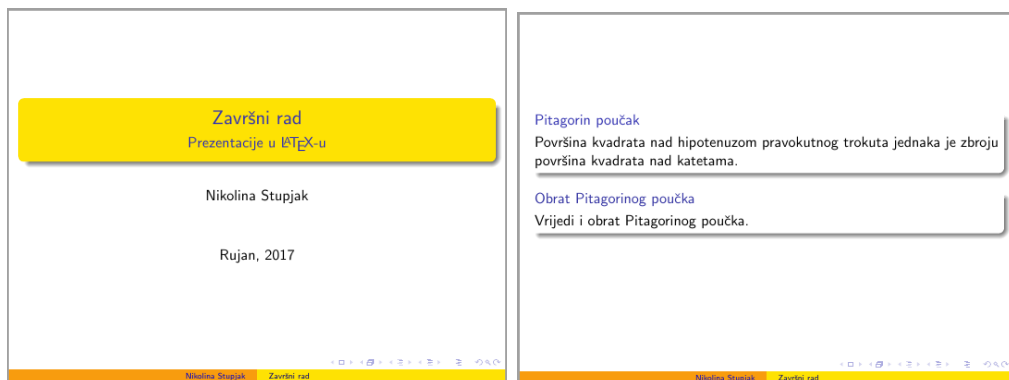 Završni rad
Prezentacije u LATEX-u
Nikolina Stupjak
Rujan, 2017
Nikolina Stupjak Završni rad
Pitagorin poučak
Površina kvadrata nad hipotenuzom pravokutnog trokuta jednaka je zbroju
površina kvadrata nad katetama.
Obrat Pitagorinog poučka
Vrijedi i obrat Pitagorinog poučka.
Nikolina Stupjak Završni rad